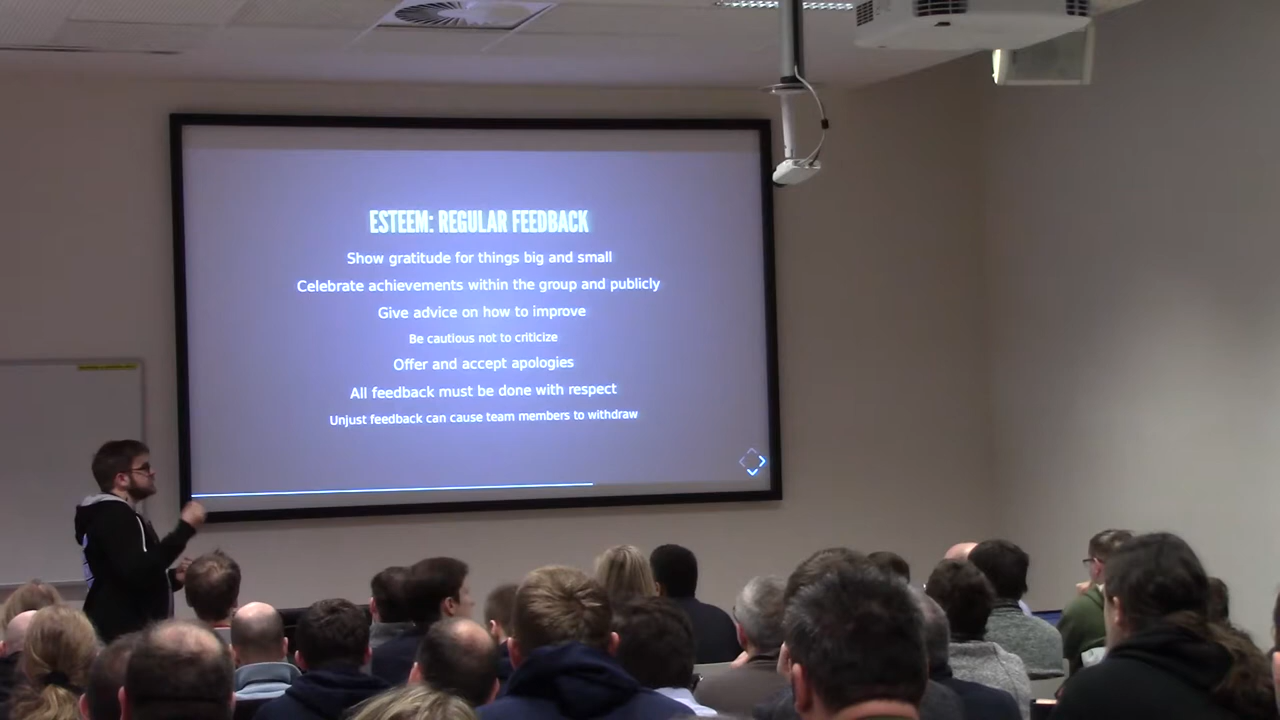 ESTEEM: REGULAR FEEDBACK
Show gratitude for things big and small
Celebrate achievements within the group and publicly
Give advice on how to improve
Be cautious not to criticize
Offer and accept apologies
All feedback must be done with respect
Unjust feedback can cause team members to withdraw